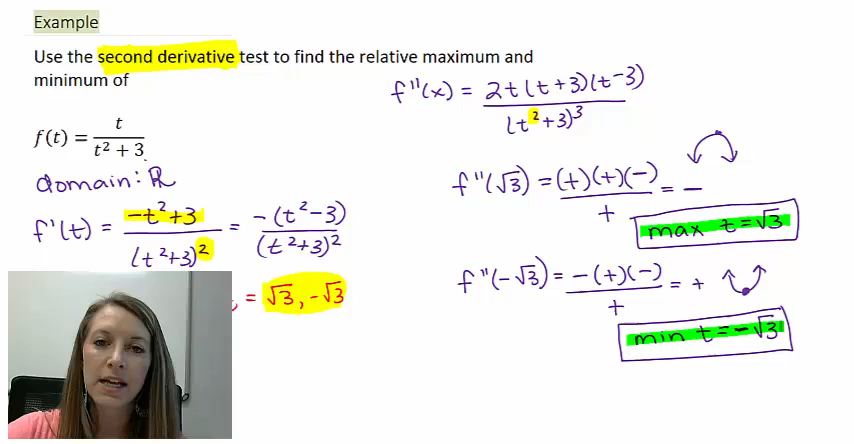 Example
Use the second derivative test to find the relative maximum and
minimum of
f(t) = t / (t² + 3)
domain: ℝ
f'(t) = (-t²+3) / (t²+3)² = -(t²-3) / (t²+3)²
= √3, -√3
f''(x) = 2t(t+3)(t-3) / (t²+3)³
f''(√3) = (+)(+)(-) / + = -
max t=√3
f''(-√3) = -(+)(-) / + = +
min t=-√3